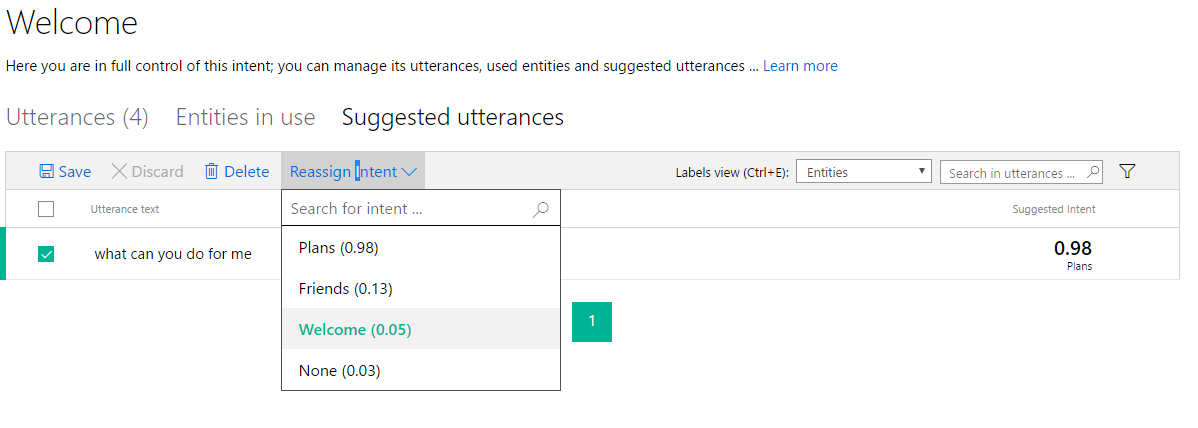 Welcome
Here you are in full control of this intent; you can manage its utterances, used entities and suggested utterances ... Learn more
Utterances (4) Entities in use Suggested utterances
Save Discard Delete Reassign Intent Labels view (Ctrl+E): Entities Search in utterances ...
Utterance text Search for intent ... Suggested Intent
what can you do for me Plans (0.98) 0.98
Plans
Friends (0.13)
Welcome (0.05) 1
None (0.03)